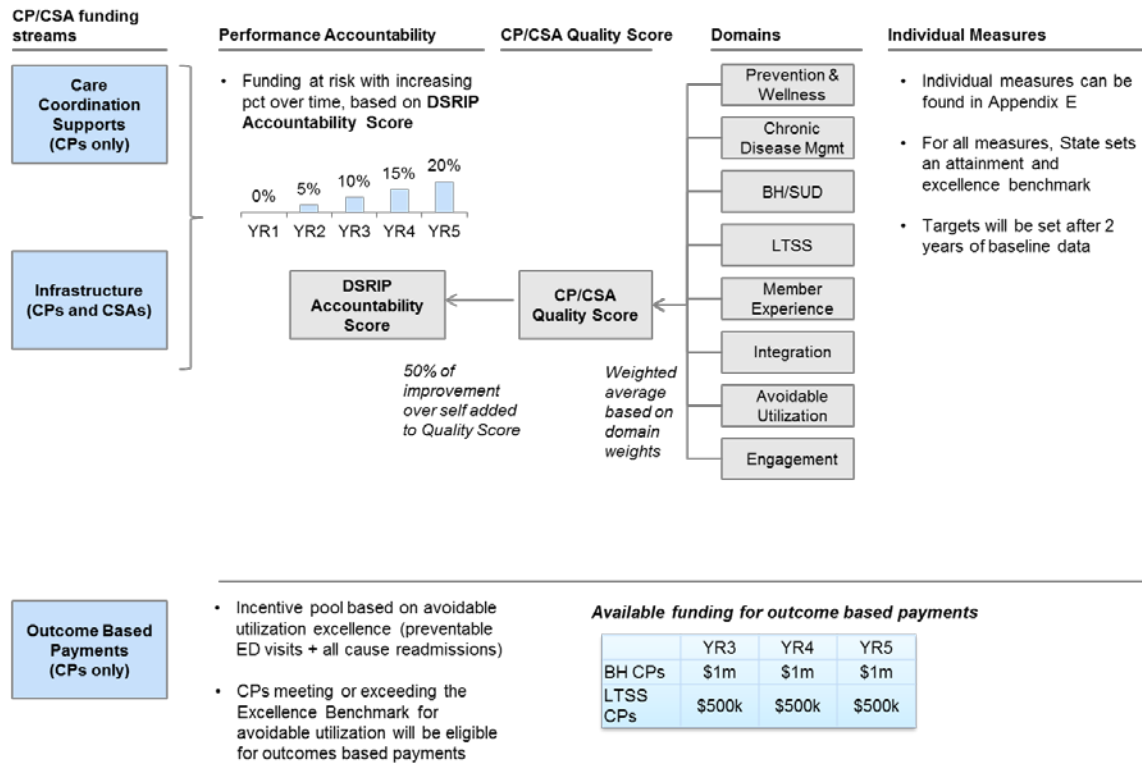 CP/CSA funding
streams
Performance Accountability
CP/CSA Quality Score
Domains
Individual Measures
Care
Coordination
Supports
(CPs only)
Infrastructure
(CPs and CSAs)
• Funding at risk with increasing
pct over time, based on DSRIP
Accountability Score
0%
5%
10%
15%
20%
YR1
YR2
YR3
YR4
YR5
DSRIP
Accountability
Score
50% of
improvement
over self added
to Quality Score
CP/CSA
Quality Score
Weighted
average
based on
domain
weights
Prevention &
Wellness
Chronic
Disease Mgmt
BH/SUD
LTSS
Member
Experience
Integration
Avoidable
Utilization
Engagement
• Individual measures can be
found in Appendix E
• For all measures, State sets
an attainment and
excellence benchmark
• Targets will be set after 2
years of baseline data
Outcome Based
Payments
(CPs only)
• Incentive pool based on avoidable
utilization excellence (preventable
ED visits + all cause readmissions)
• CPs meeting or exceeding the
Excellence Benchmark for
avoidable utilization will be eligible
for outcomes based payments
Available funding for outcome based payments
YR3 YR4 YR5
BH CPs $1m $1m $1m
LTSS
CPs $500k $500k $500k